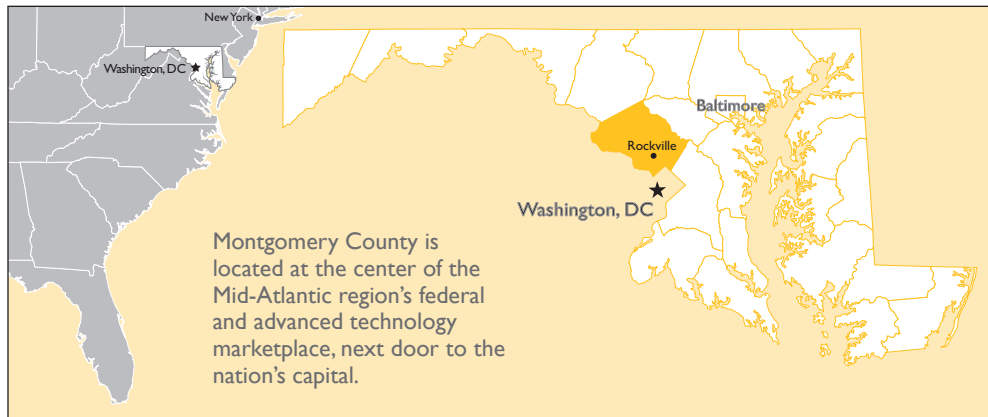 New York
Washington, DC
Baltimore
Rockville
Washington, DC
Montgomery County is
located at the center of the
Mid-Atlantic region’s federal
and advanced technology
marketplace, next door to the
nation’s capital.